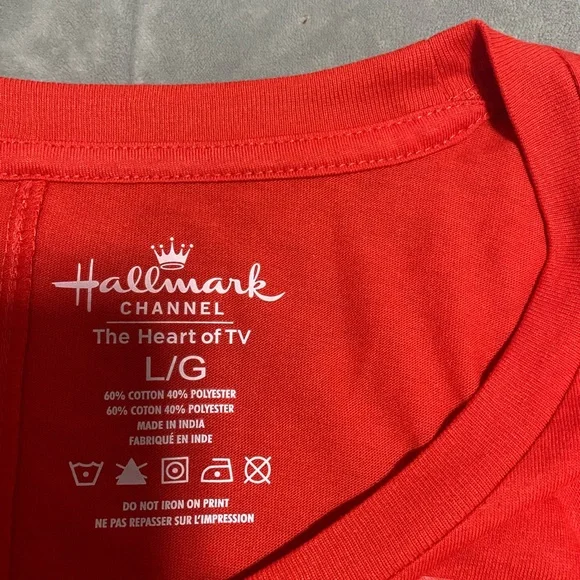 Hallmark
CHANNEL
The Heart of TV
L/G
60% COTTON 40% POLYESTER
60% COTON 40% POLYESTER
MADE IN INDIA
FABRIQUÉ EN INDE
DO NOT IRON ON PRINT
NE PAS REPASSER SUR L'IMPRESSION